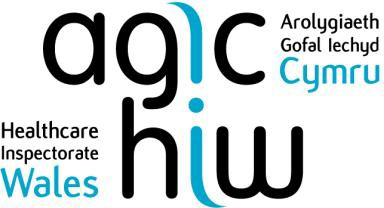 agic
Arolygiaeth
Gofal Iechyd
Cymru
Healthcare
Inspectorate
Wales
hiw